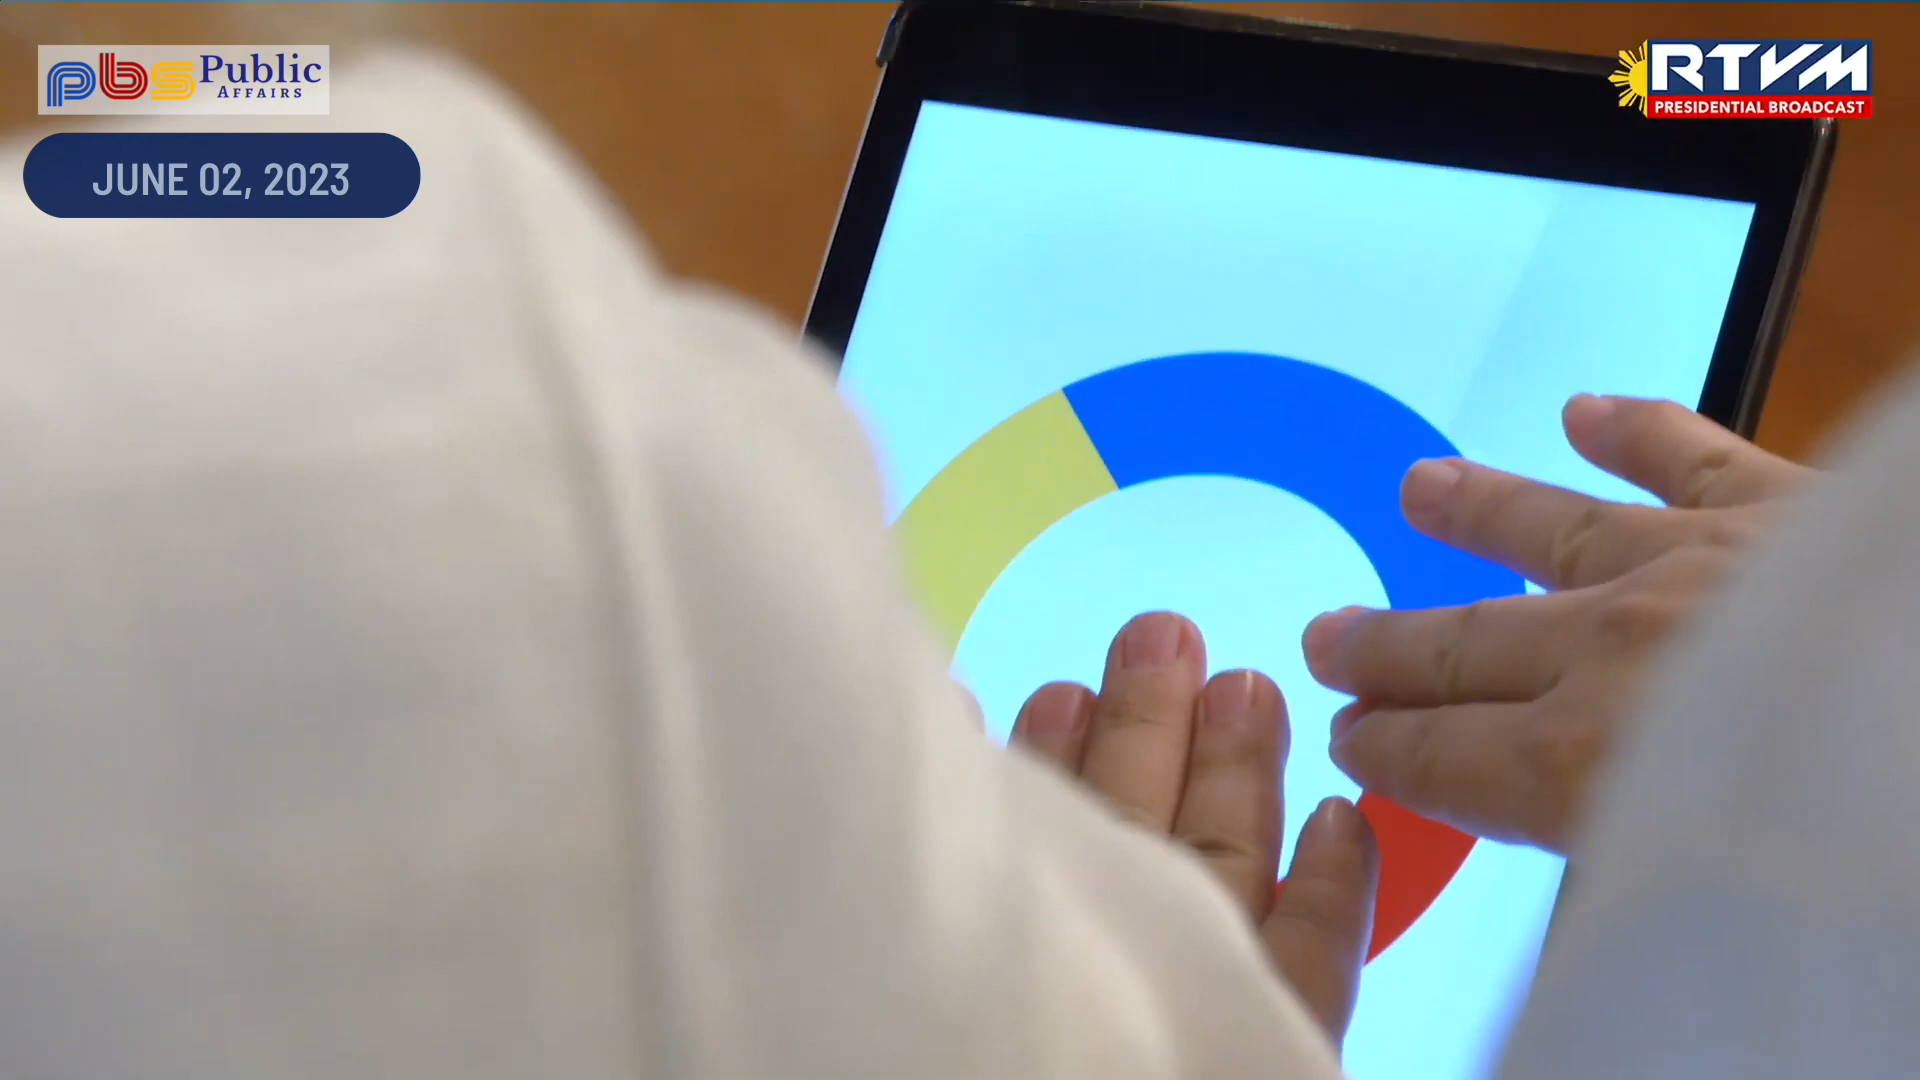 pbs Public
AFFAIRS
RTVM
PRESIDENTIAL BROADCAST
JUNE 02, 2023